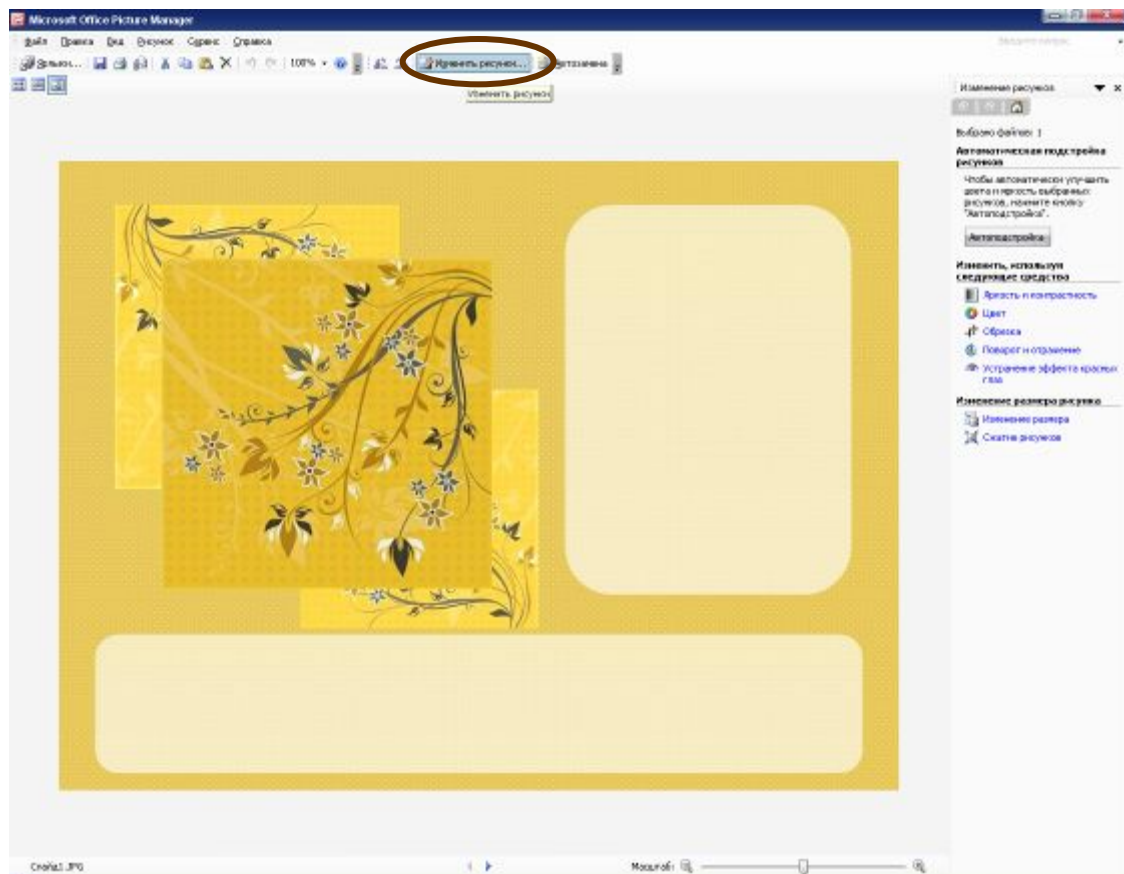 Microsoft Office Picture Manager
Файл Правка Вид Рисунок Сервис Справка
100% Изменить рисунок...
Изменить рисунок
Изменение рисунков
Выбрано файлов: 1
Автоматическая подстройка
рисунков
Чтобы автоматически улучшить
цвета и яркость выбранных
рисунков, нажмите кнопку
"Автоподстройка".
Автоподстройка
Изменить, используя
следующие средства
Яркость и контрастность
Цвет
Обрезка
Поворот и отражение
Устранение эффекта красных
глаз
Изменение размера рисунка
Изменение размера
Сжатие рисунков
Слайд1.JPG
Масштаб: